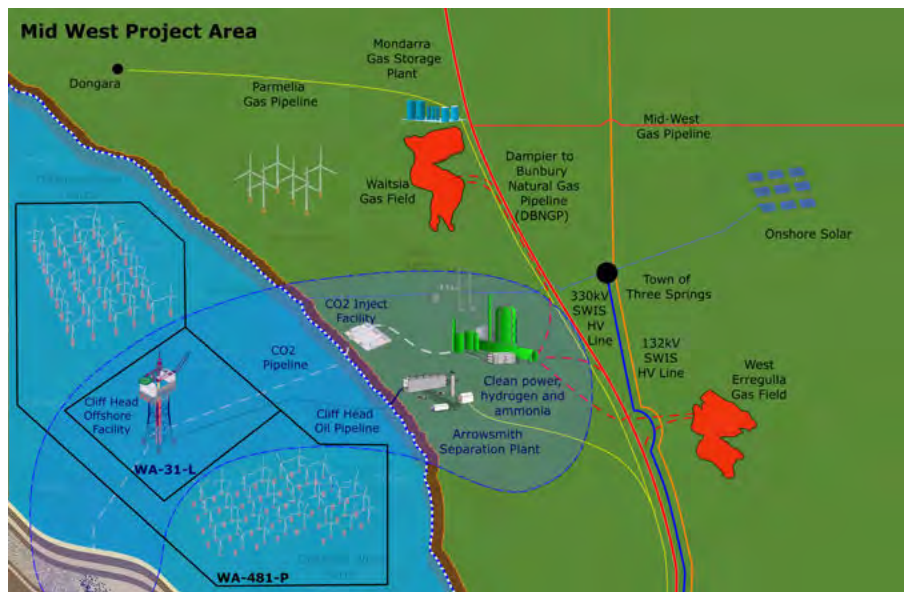 Mid West Project Area
Dongara
Parmelia
Gas Pipeline
Mondarra
Gas Storage
Plant
Mid-West
Gas Pipeline
Waitsia
Gas Field
Dampier to
Bunbury
Natural Gas
Pipeline
(DBNGP)
Onshore Solar
Town of
Three Springs
330kV
SWIS
HV
Line
132kV
SWIS
HV Line
CO2 Inject
Facility
CO2
Pipeline
Cliff Head
Offshore
Facility
Cliff Head
Oil Pipeline
Clean power,
hydrogen and
ammonia
Arrowsmith
Separation Plant
West
Erregulla
Gas Field
WA-31-L
WA-481-P